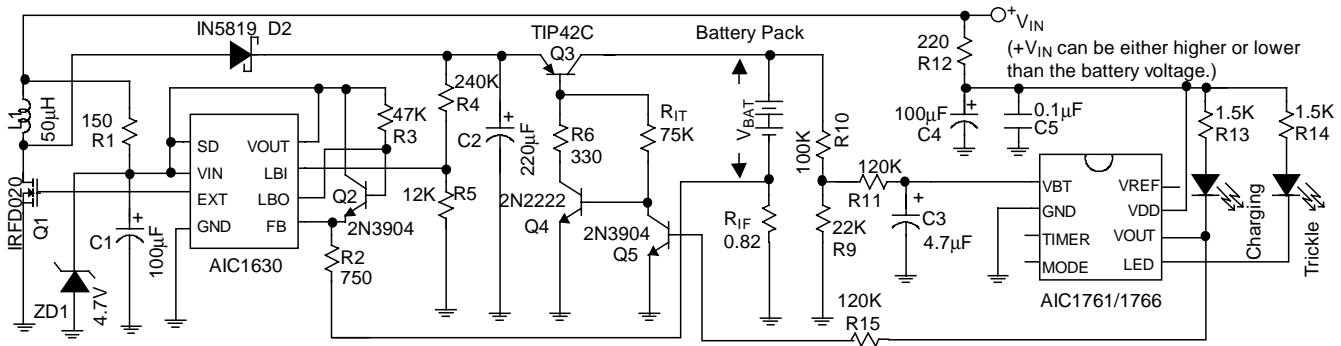 IN5819 D2
TIP42C
Q3
Battery Pack
+VIN
(+VIN can be either higher or lower
than the battery voltage.)
220
R12
L1
50μH
150
R1
240K
R4
47K
R3
C2
220μF
R6
330
RIT
75K
VBAT
100K
R10
100μF
C4
0.1μF
C5
1.5K
R13
1.5K
R14
SD
VIN
EXT
GND
VOUT
LBI
LBO
FB
AIC1630
IRFD020
Q1
C1
100μF
ZD1
4.7V
Q2
2N3904
R2
750
12K
R5
2N2222
Q4
2N3904
Q5
RIF
0.82
120K
R11
22K
R9
C3
4.7μF
120K
R15
VBT
GND
TIMER
MODE
VREF
VDD
VOUT
LED
AIC1761/1766
Charging
Trickle